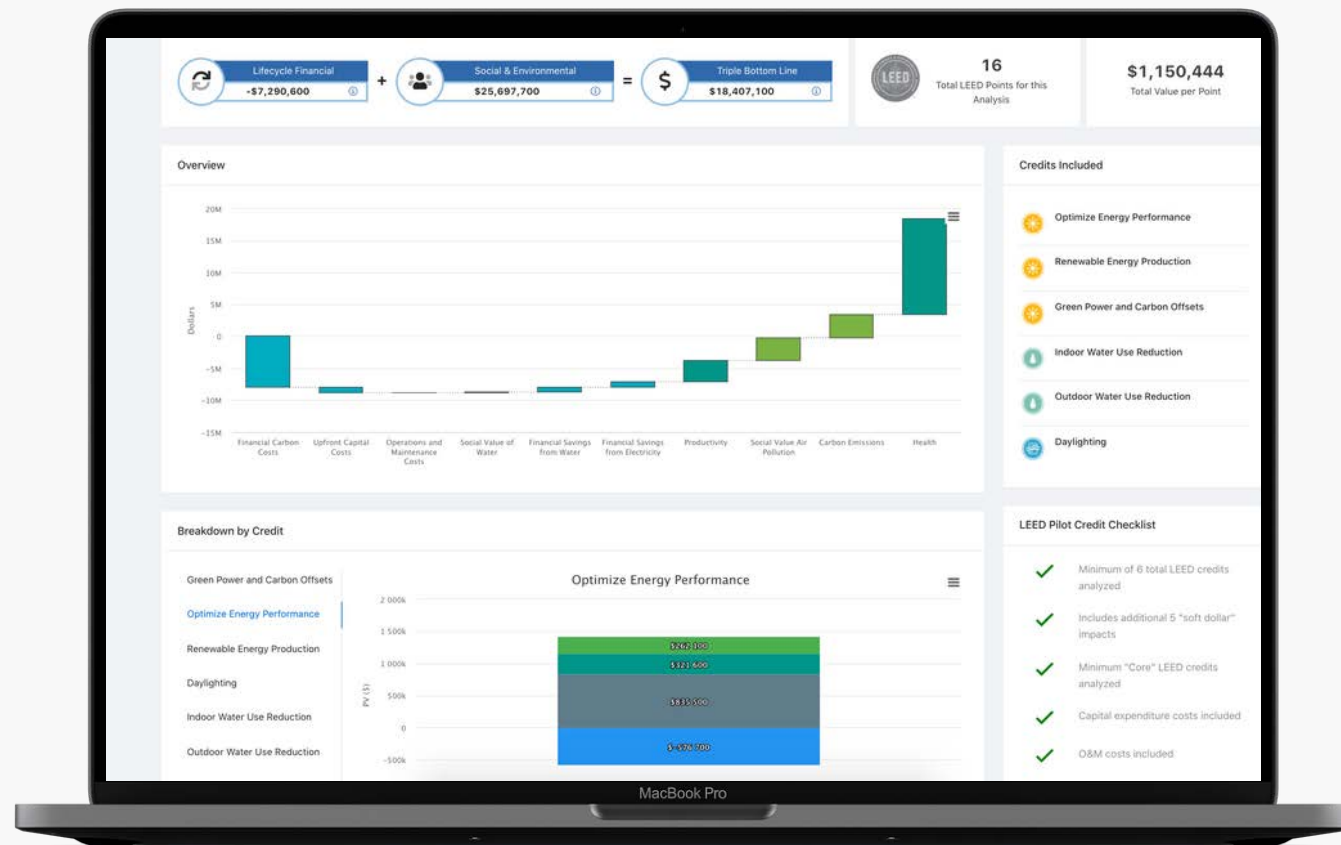 Lifecycle Financial
-$7,290,600
+
Social & Environmental
$25,697,700
=
$
Triple Bottom Line
$18,407,100
LEED
16
Total LEED Points for this
Analysis
$1,150,444
Total Value per Point
Overview
20M
15M
10M
5M
0
-5M
-10M
-15M
Dollars
Financial Carbon
Costs
Upfront Capital
Costs
Operations and
Maintenance
Costs
Social Value of
Water
Financial Savings
from Water
Financial Savings
from Electricity
Productivity
Social Value Air
Pollution
Carbon Emissions
Health
Credits Included
Optimize Energy Performance
Renewable Energy Production
Green Power and Carbon Offsets
Indoor Water Use Reduction
Outdoor Water Use Reduction
Daylighting
Breakdown by Credit
Green Power and Carbon Offsets
Optimize Energy Performance
Renewable Energy Production
Daylighting
Indoor Water Use Reduction
Outdoor Water Use Reduction
Optimize Energy Performance
2 000k
1 500k
1 000k
500k
0
-500k
PV ($)
$262 100
$321 600
$835 500
$-576 700
LEED Pilot Credit Checklist
Minimum of 6 total LEED credits
analyzed
Includes additional 5 "soft dollar"
impacts
Minimum "Core" LEED credits
analyzed
Capital expenditure costs included
O&M costs included
MacBook Pro